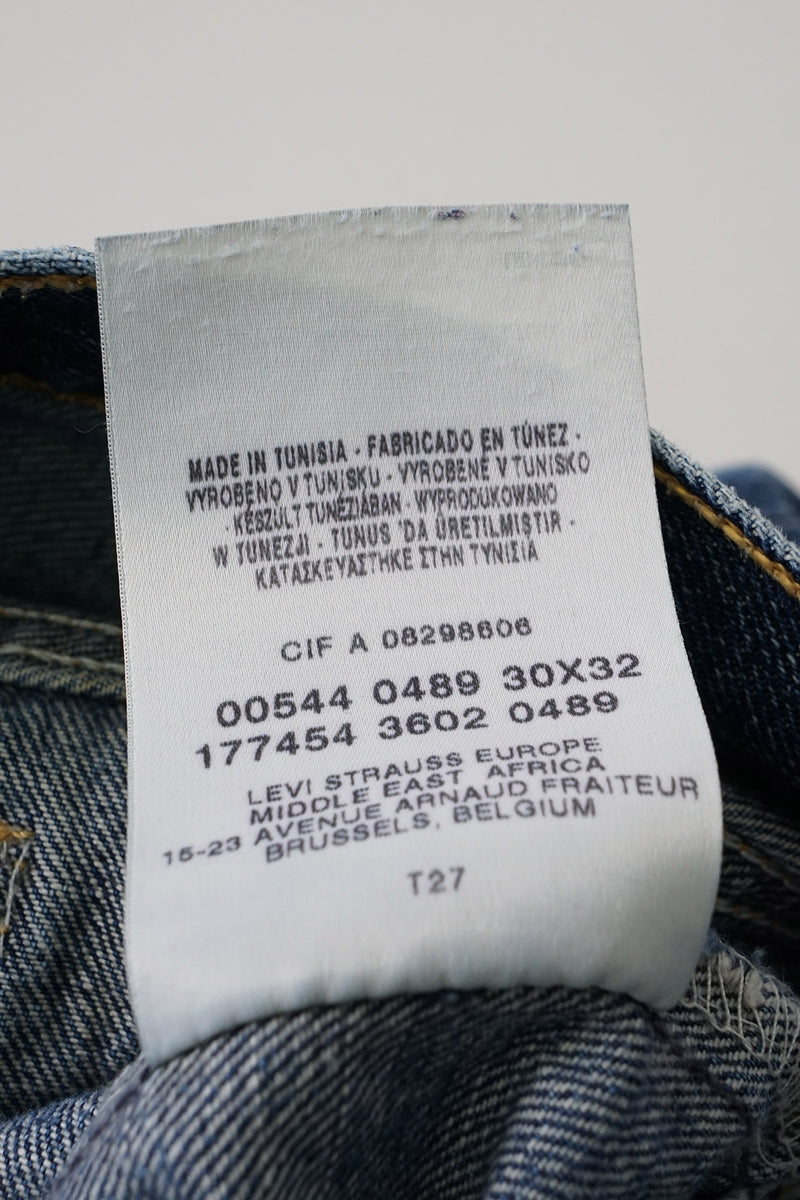 MADE IN TUNISIA · FABRICADO EN TÚNEZ ·
VYROBENO V TUNISKU · VYROBENÉ V TUNISKO
· KÉSZÜLT TUNÉZIÁBAN · WYPRODUKOWANO
W TUNEZJI · TUNUS 'DA ÜRETILMISTIR ·
ΚΑΤΑΣΚΕΥΑΣΤΗΚΕ ΣΤΗΝ ΤΥΝΙΣΙΑ
CIF A 08298606
00544 0489 30X32
177454 3602 0489
LEVI STRAUSS EUROPE
MIDDLE EAST AFRICA
15-23 AVENUE ARNAUD FRAITEUR
BRUSSELS, BELGIUM
T27